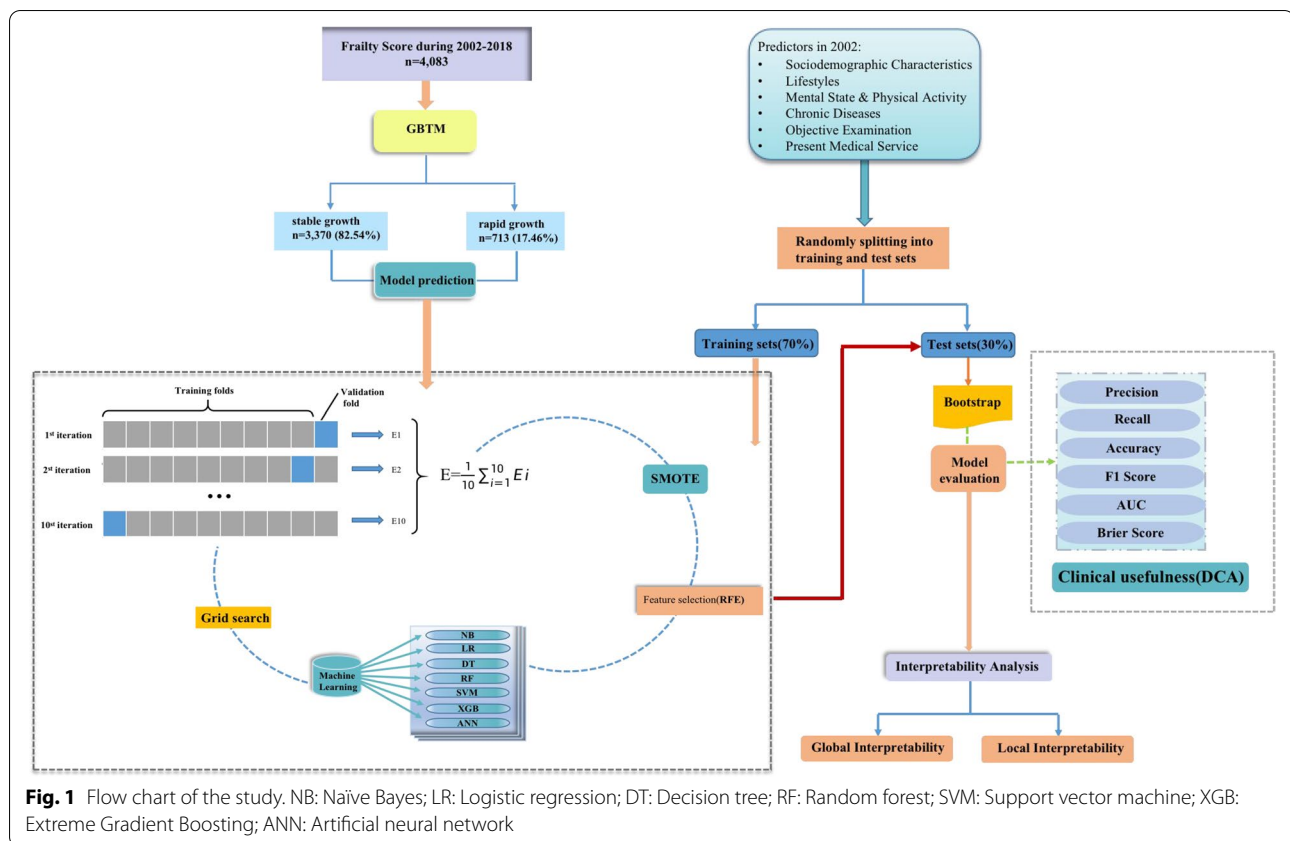 Frailty Score during 2002-2018
n=4,083
GBTM
stable growth
n=3,370 (82.54%)
rapid growth
n=713 (17.46%)
Model prediction
Predictors in 2002:
• Sociodemographic Characteristics
• Lifestyles
• Mental State & Physical Activity
• Chronic Diseases
• Objective Examination
• Present Medical Service
Randomly splitting into
training and test sets
Training sets(70%)
Test sets(30%)
Training folds
Validation
fold
1st iteration
E1
2st iteration
E2
•••
10st iteration
E10
E=1/10 ∑10i=1 Ei
SMOTE
Feature selection(RFE)
Grid search
Machine
Learning
NB
LR
DT
RF
SVM
XGB
ANN
Bootstrap
Model
evaluation
Precision
Recall
Accuracy
F1 Score
AUC
Brier Score
Clinical usefulness(DCA)
Interpretability Analysis
Global Interpretability
Local Interpretability
Fig. 1 Flow chart of the study. NB: Naïve Bayes; LR: Logistic regression; DT: Decision tree; RF: Random forest; SVM: Support vector machine; XGB:
Extreme Gradient Boosting; ANN: Artificial neural network